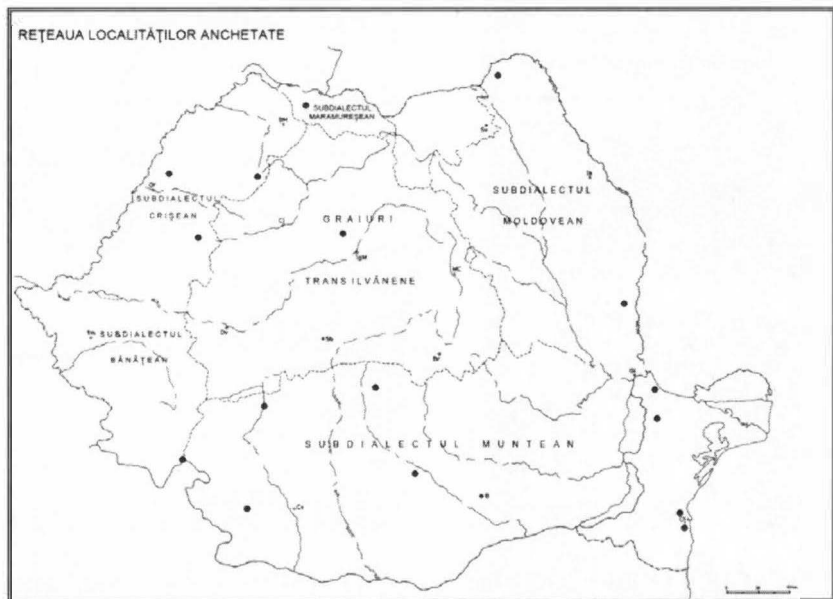 REȚEAUA LOCALITĂȚILOR ANCHETATE
SUBDIALECTUL
MARAMUREȘEAN
SUBDIALECTUL
MOLDOVEAN
SUBDIALECTUL
CRIȘEAN
GRAIURI
TRANSILVĂNENE
SUBDIALECTUL
BĂNĂȚEAN
SUBDIALECTUL MUNTEAN